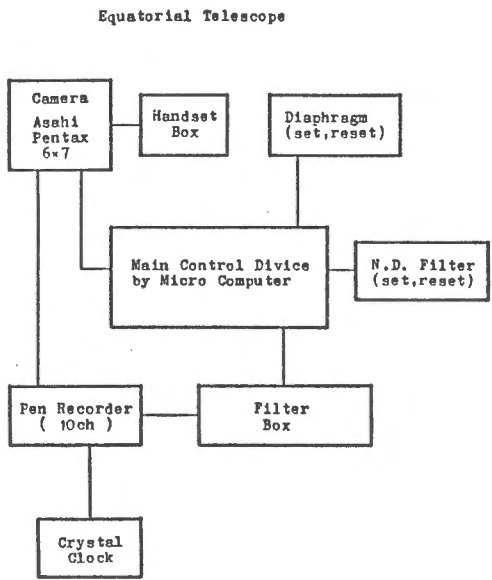 Equatorial Telescope
Camera
Asahi
Pentax
6×7
Handset
Box
Diaphragm
(set,reset)
Main Control Divice
by Micro Computer
N.D. Filter
(set,reset)
Pen Recorder
( 10ch )
Filter
Box
Crystal
Clock